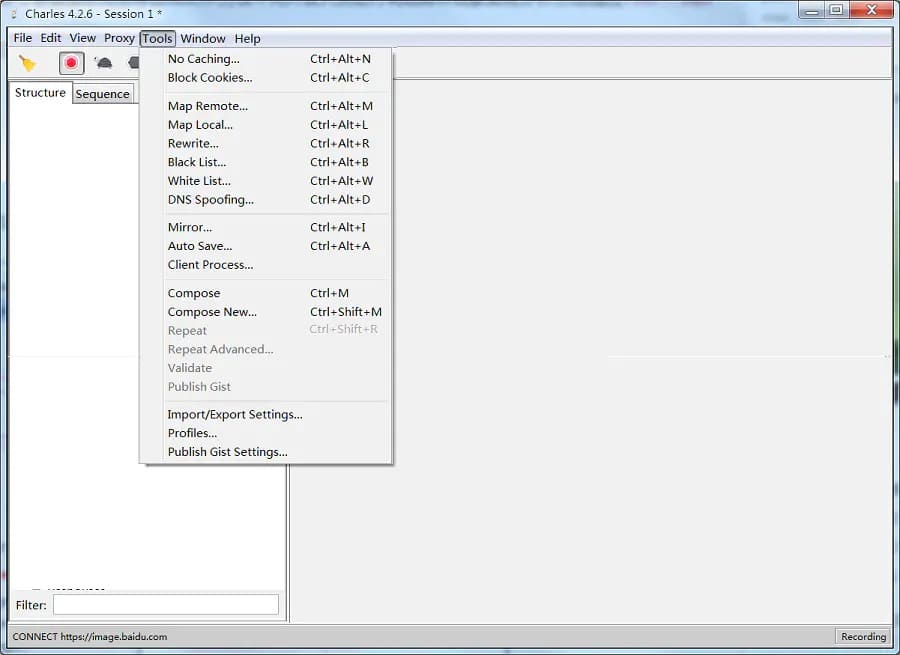 Charles 4.2.6 - Session 1 *
File Edit View Proxy Tools Window Help
Structure Sequence
No Caching... Ctrl+Alt+N
Block Cookies... Ctrl+Alt+C
Map Remote... Ctrl+Alt+M
Map Local... Ctrl+Alt+L
Rewrite... Ctrl+Alt+R
Black List... Ctrl+Alt+B
White List... Ctrl+Alt+W
DNS Spoofing... Ctrl+Alt+D
Mirror... Ctrl+Alt+I
Auto Save... Ctrl+Alt+A
Client Process...
Compose Ctrl+M
Compose New... Ctrl+Shift+M
Repeat Ctrl+Shift+R
Repeat Advanced...
Validate
Publish Gist
Import/Export Settings...
Profiles...
Publish Gist Settings...
Filter:
CONNECT https://image.baidu.com
Recording